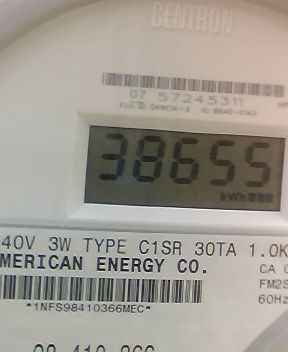 CENTRON
07 57245311
38655
kWh
40V 3W TYPE C1SR 30TA 1.0K
MERICAN ENERGY CO.
CA
FM2S
60Hz
*1NFS98410366MEC*